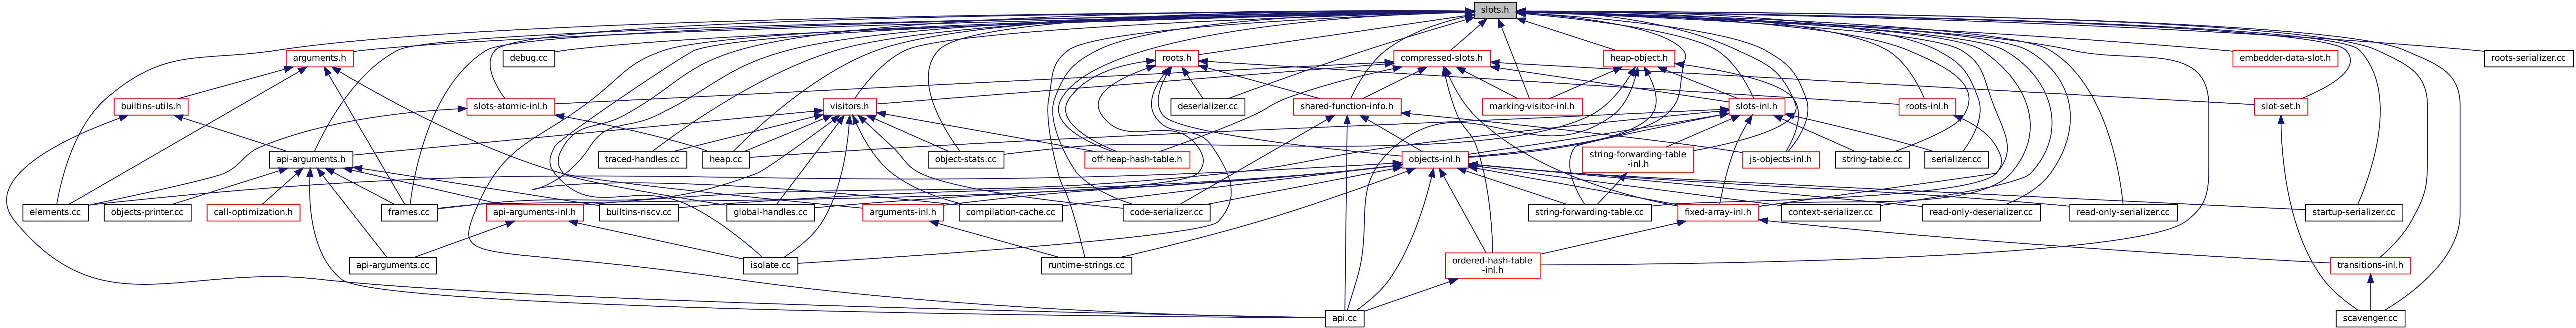 slots.h
arguments.h
debug.cc
roots.h
compressed-slots.h
heap-object.h
embedder-data-slot.h
roots-serializer.cc
builtins-utils.h
slots-atomic-inl.h
visitors.h
deserializer.cc
shared-function-info.h
marking-visitor-inl.h
slots-inl.h
roots-inl.h
slot-set.h
api-arguments.h
traced-handles.cc
heap.cc
object-stats.cc
off-heap-hash-table.h
objects-inl.h
string-forwarding-table
-inl.h
js-objects-inl.h
string-table.cc
serializer.cc
elements.cc
objects-printer.cc
call-optimization.h
frames.cc
api-arguments-inl.h
builtins-riscv.cc
global-handles.cc
arguments-inl.h
compilation-cache.cc
code-serializer.cc
string-forwarding-table.cc
fixed-array-inl.h
context-serializer.cc
read-only-deserializer.cc
read-only-serializer.cc
startup-serializer.cc
api-arguments.cc
isolate.cc
runtime-strings.cc
ordered-hash-table
-inl.h
transitions-inl.h
api.cc
scavenger.cc